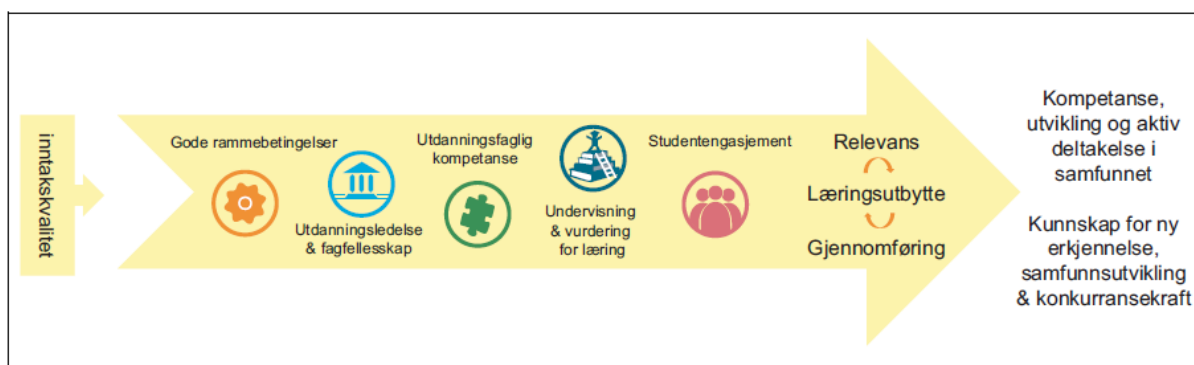 inntakskvalitet
Gode rammebetingelser
Utdanningsledelse
& fagfellesskap
Utdanningsfaglig
kompetanse
Undervisning
& vurdering
for læring
Studentengasjement
Relevans
Læringsutbytte
Gjennomføring
Kompetanse,
utvikling og aktiv
deltakelse i
samfunnet
Kunnskap for ny
erkjennelse,
samfunnsutvikling
& konkurransekraft